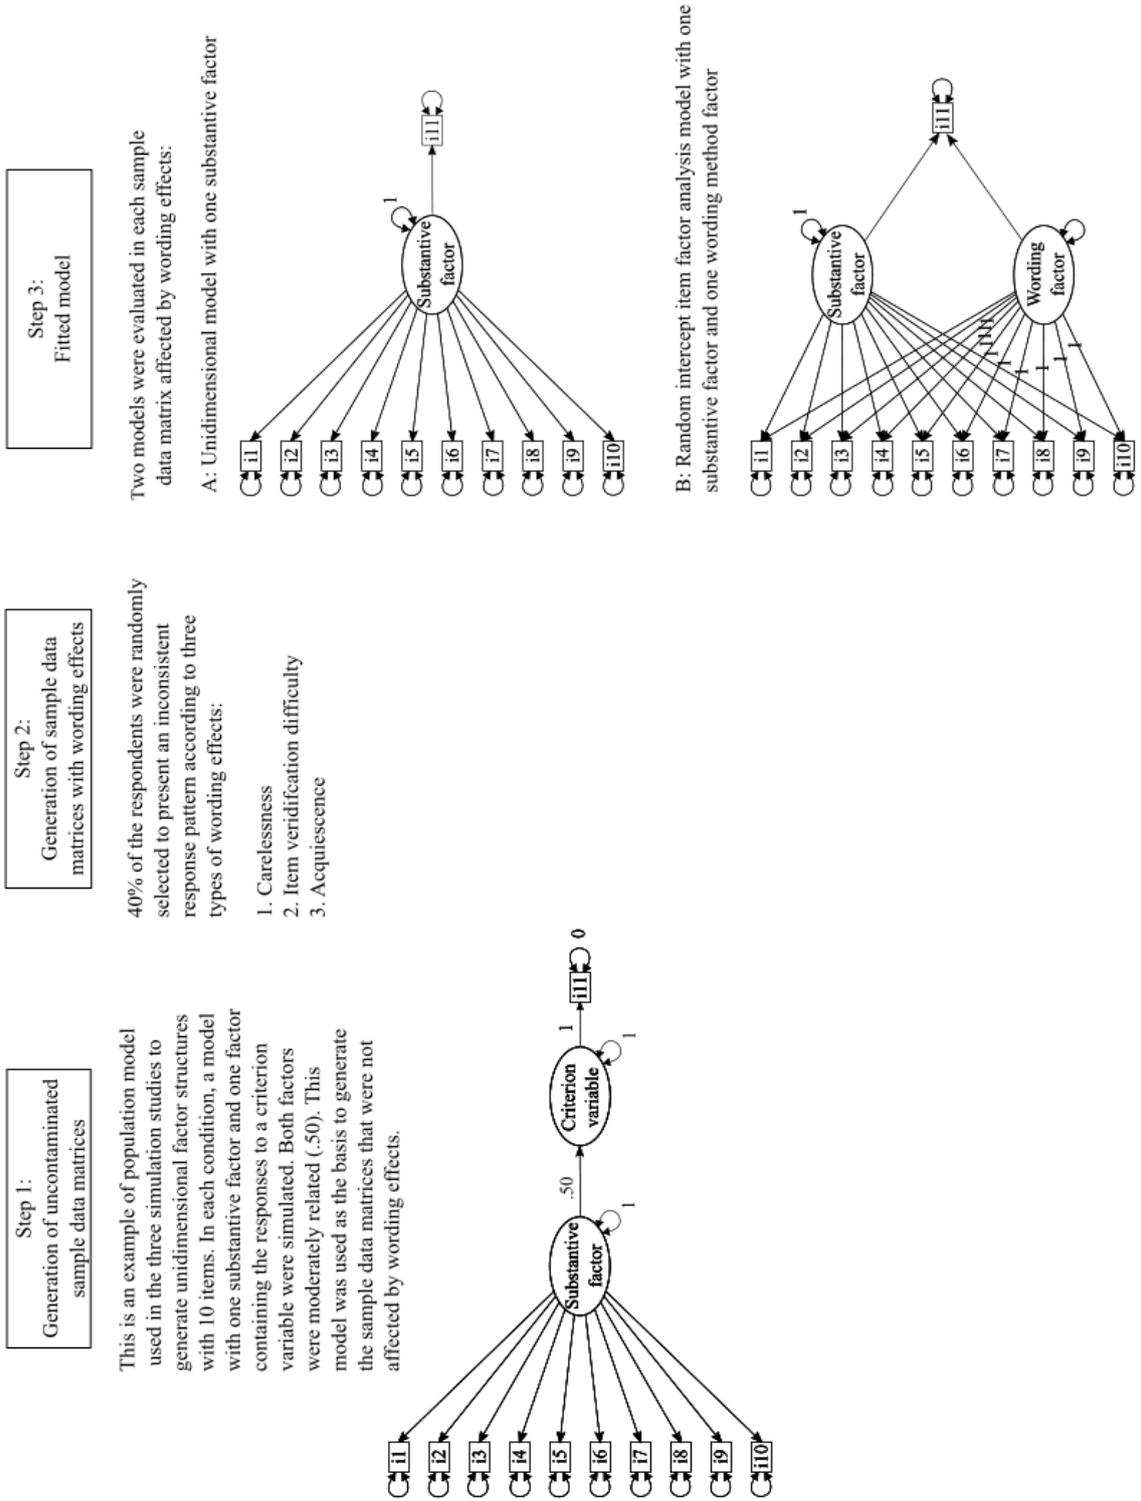 Step 1:
Generation of uncontaminated
sample data matrices
This is an example of population model
used in the three simulation studies to
generate unidimensional factor structures
with 10 items. In each condition, a model
with one substantive factor and one factor
containing the responses to a criterion
variable were simulated. Both factors
were moderately related (.50). This
model was used as the basis to generate
the sample data matrices that were not
affected by wording effects.
i1
i2
i3
i4
i5
i6
i7
i8
i9
i10
Substantive
factor
1
.50
Criterion
variable
1
1
i11
0
Step 2:
Generation of sample data
matrices with wording effects
40% of the respondents were randomly
selected to present an inconsistent
response pattern according to three
types of wording effects:
1. Carelessness
2. Item veridifcation difficulty
3. Acquiescence
Step 3:
Fitted model
Two models were evaluated in each sample
data matrix affected by wording effects:
A: Unidimensional model with one substantive factor
i1
i2
i3
i4
i5
i6
i7
i8
i9
i10
Substantive
factor
1
i11
B: Random intercept item factor analysis model with one
substantive factor and one wording method factor
i1
i2
i3
i4
i5
i6
i7
i8
i9
i10
Substantive
factor
1
Wording
factor
1
1
1
1
1
1
1
1
1
1
i11